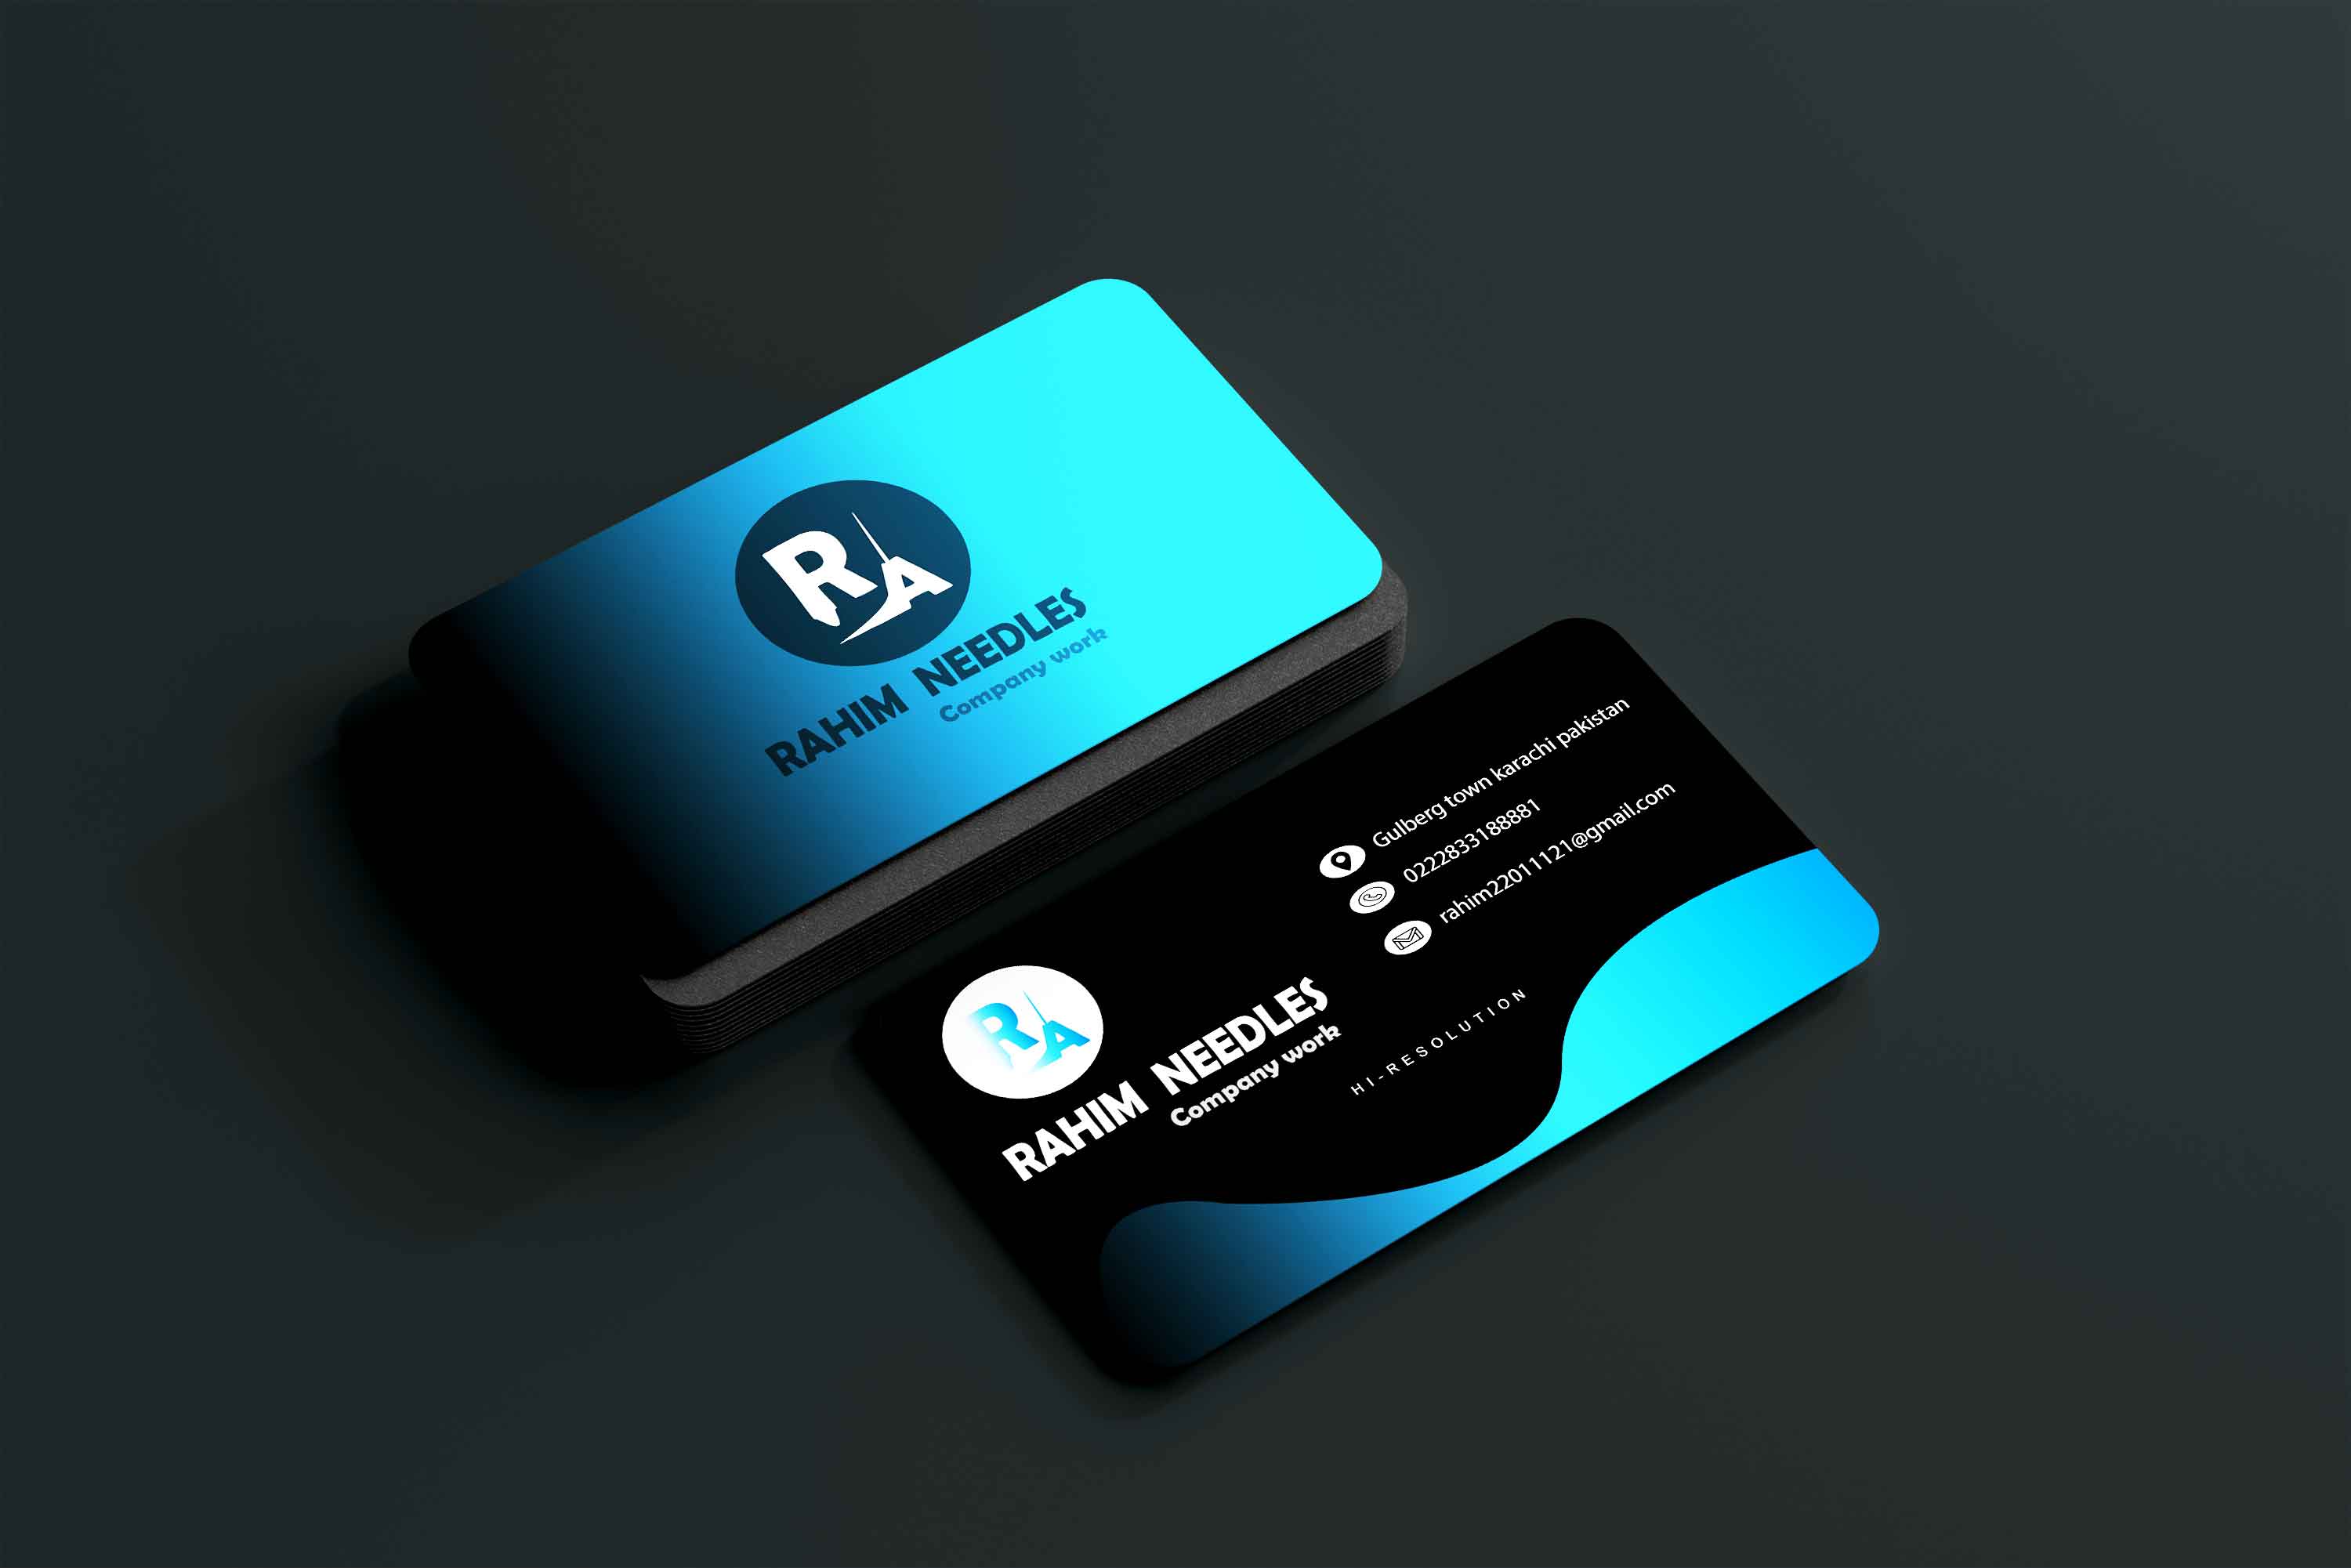 RA
RAHIM NEEDLES
Company work
Gulberg town karachi pakistan
0222833188881
rahim22011121@gmail.com
RA
RAHIM NEEDLES
Company work
HI-RESOLUTION